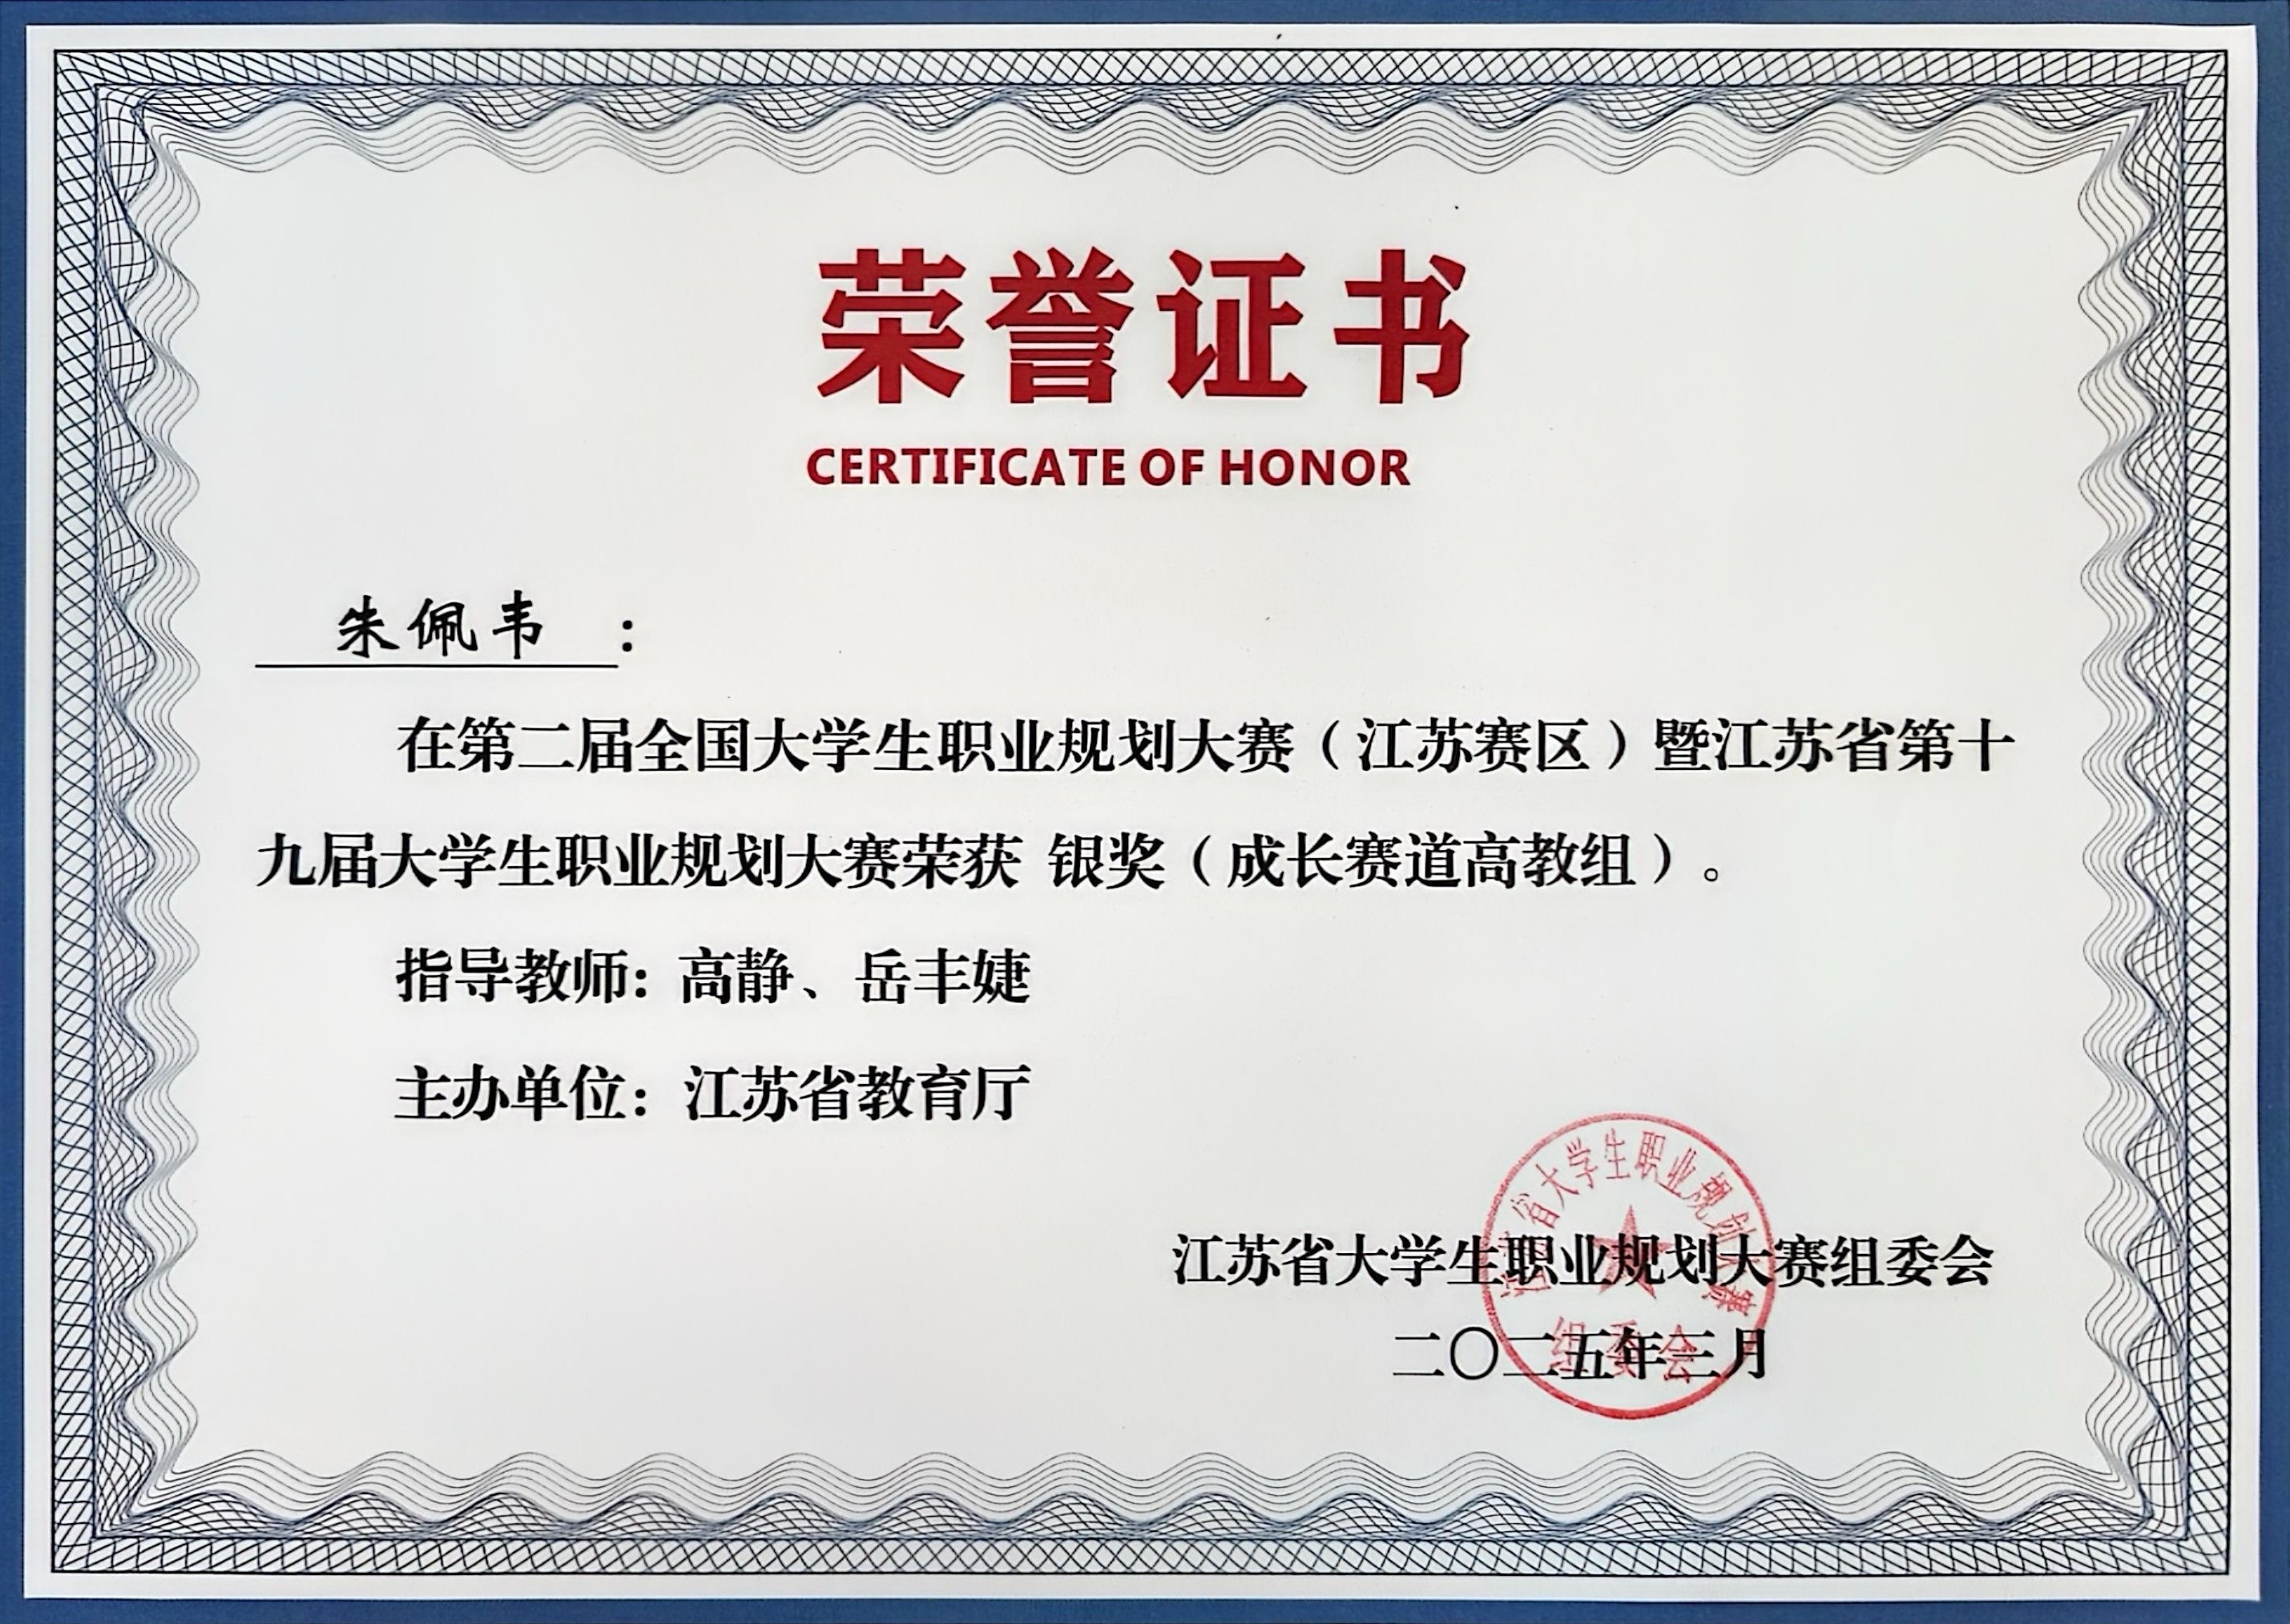 荣誉证书
CERTIFICATE OF HONOR
朱佩韦：
在第二届全国大学生职业规划大赛（江苏赛区）暨江苏省第十
九届大学生职业规划大赛荣获 银奖（成长赛道高教组）。
指导教师：高静、岳丰婕
主办单位：江苏省教育厅
江苏省大学生职业规划大赛组委会
二〇二五年三月
江苏省大学生职业规划大赛
组委会